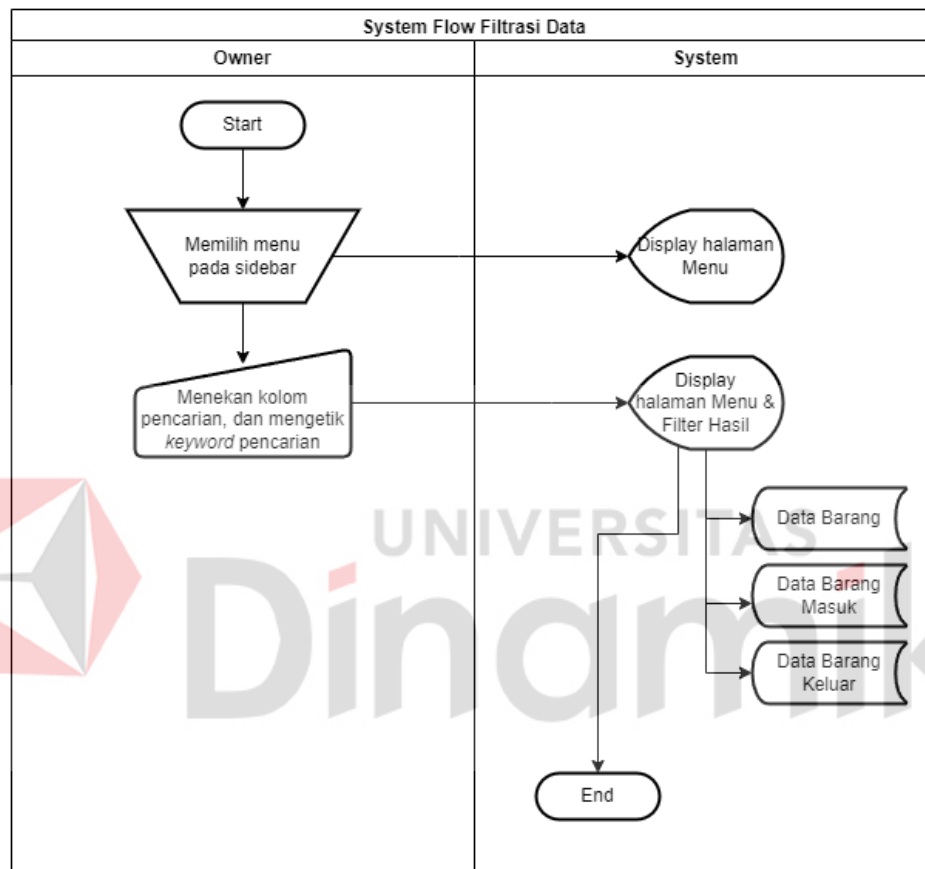 System Flow Filtrasi Data
Owner
System
Start
Memilih menu
pada sidebar
Display halaman
Menu
Menekan kolom
pencarian, dan mengetik
keyword pencarian
Display
halaman Menu &
Filter Hasil
Data Barang
Data Barang
Masuk
Data Barang
Keluar
End
UNIVERSITAS
Dinamik